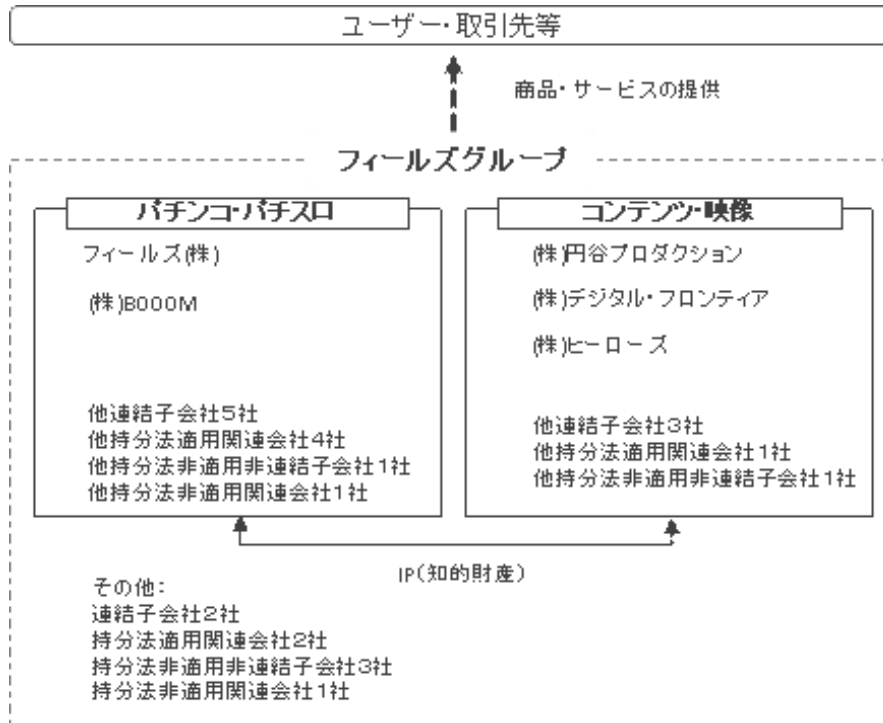 ユーザー・取引先等
商品・サービスの提供
フィールズグループ
パチンコ・パチスロ
フィールズ(株)
(株)BOOOM
他連結子会社5社
他持分法適用関連会社4社
他持分法非適用非連結子会社1社
他持分法非適用関連会社1社
コンテンツ・映像
(株)円谷プロダクション
(株)デジタル・フロンティア
(株)ヒーローズ
他連結子会社3社
他持分法適用関連会社1社
他持分法非適用非連結子会社1社
IP(知的財産)
その他：
連結子会社2社
持分法適用関連会社2社
持分法非適用非連結子会社3社
持分法非適用関連会社1社